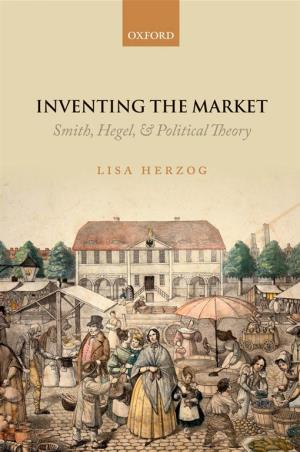 OXFORD
INVENTING THE MARKET
Smith, Hegel, & Political Theory
LISA HERZOG